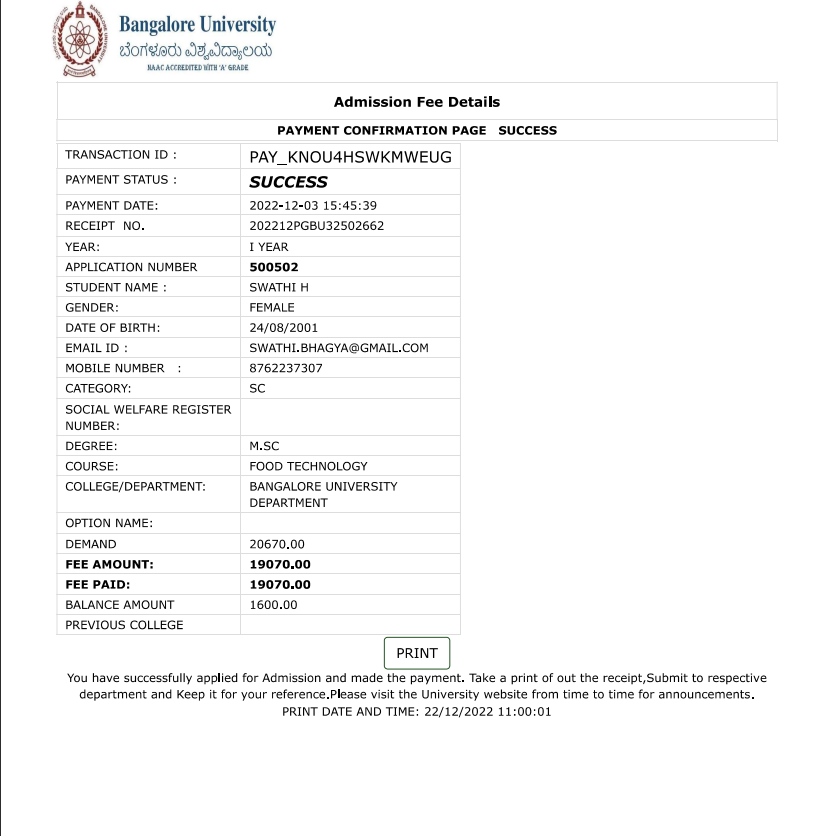 Bangalore University
ಬೆಂಗಳೂರು ವಿಶ್ವವಿದ್ಯಾಲಯ
NAAC ACCREDITED WITH 'A' GRADE
Admission Fee Details
PAYMENT CONFIRMATION PAGE SUCCESS
TRANSACTION ID : PAY_KNOU4HSWKMWEUG
PAYMENT STATUS : SUCCESS
PAYMENT DATE: 2022-12-03 15:45:39
RECEIPT NO. 202212PGBU32502662
YEAR: I YEAR
APPLICATION NUMBER 500502
STUDENT NAME : SWATHI H
GENDER: FEMALE
DATE OF BIRTH: 24/08/2001
EMAIL ID : SWATHI.BHAGYA@GMAIL.COM
MOBILE NUMBER : 8762237307
CATEGORY: SC
SOCIAL WELFARE REGISTER
NUMBER:
DEGREE: M.SC
COURSE: FOOD TECHNOLOGY
COLLEGE/DEPARTMENT: BANGALORE UNIVERSITY
DEPARTMENT
OPTION NAME:
DEMAND 20670.00
FEE AMOUNT: 19070.00
FEE PAID: 19070.00
BALANCE AMOUNT 1600.00
PREVIOUS COLLEGE
PRINT
You have successfully applied for Admission and made the payment. Take a print of out the receipt,Submit to respective
department and Keep it for your reference.Please visit the University website from time to time for announcements.
PRINT DATE AND TIME: 22/12/2022 11:00:01